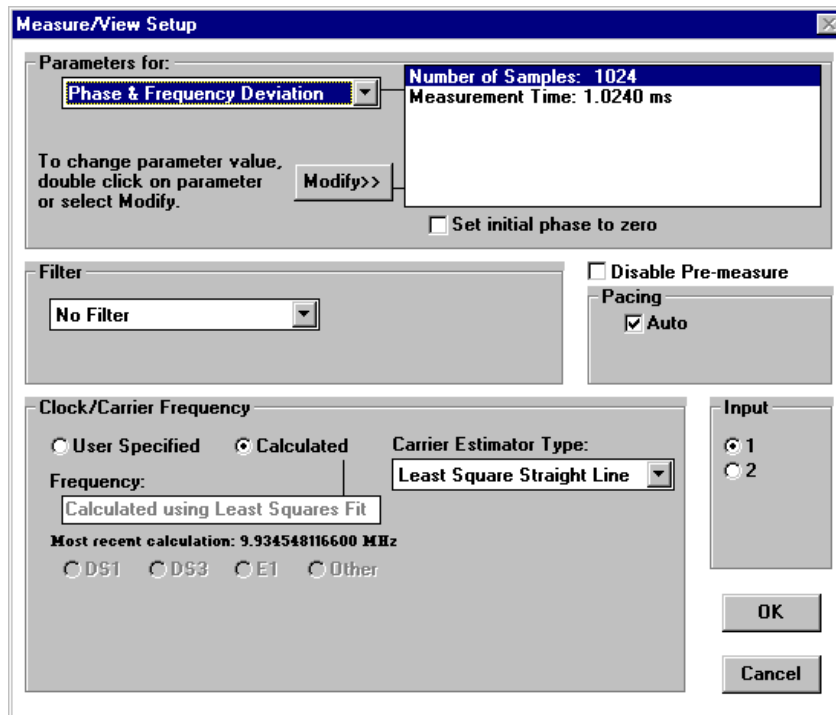 Measure/View Setup
Parameters for:
Phase & Frequency Deviation
Number of Samples: 1024
Measurement Time: 1.0240 ms
To change parameter value,
double click on parameter
or select Modify.
Modify>>
Set initial phase to zero
Filter
No Filter
Disable Pre-measure
Pacing
Auto
Clock/Carrier Frequency
User Specified
Calculated
Carrier Estimator Type:
Least Square Straight Line
Frequency:
Calculated using Least Squares Fit
Most recent calculation: 9.934548116600 MHz
DS1
DS3
E1
Other
Input
1
2
OK
Cancel